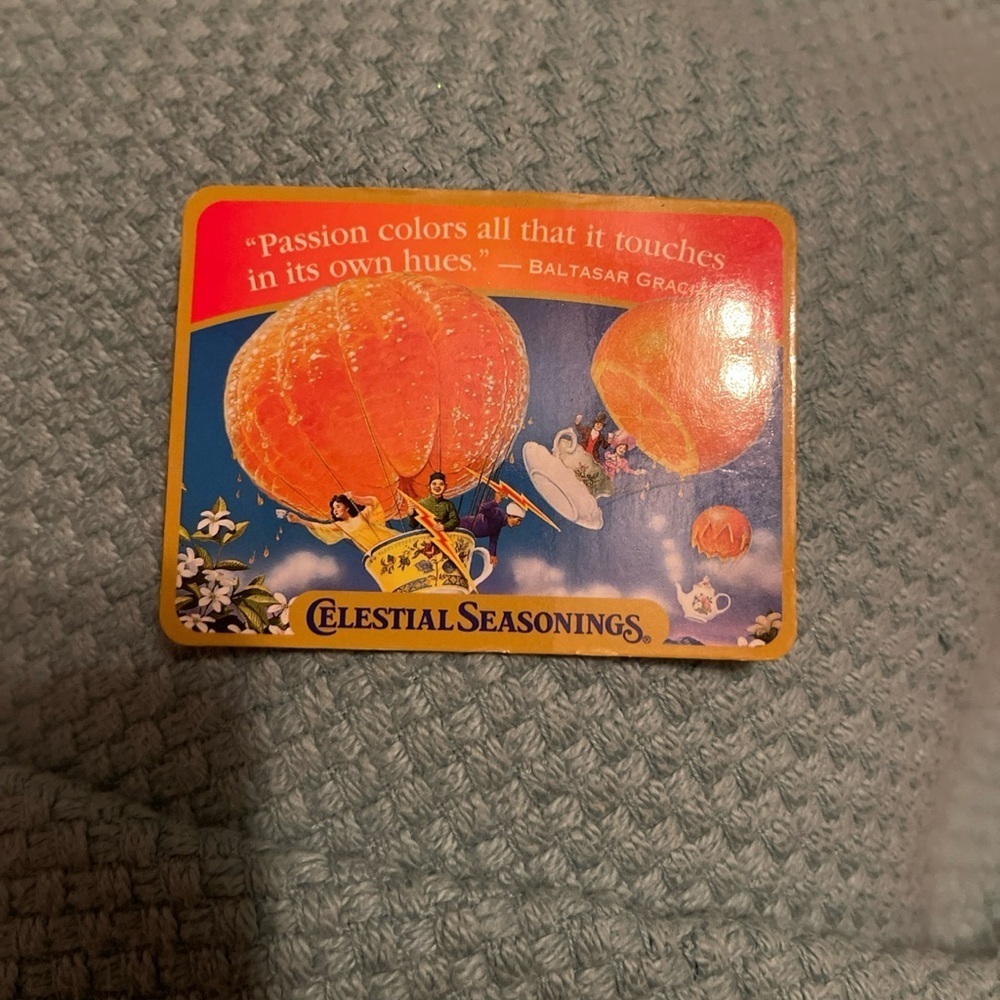 “Passion colors all that it touches
in its own hues.” — BALTASAR
CELESTIAL SEASONINGS®